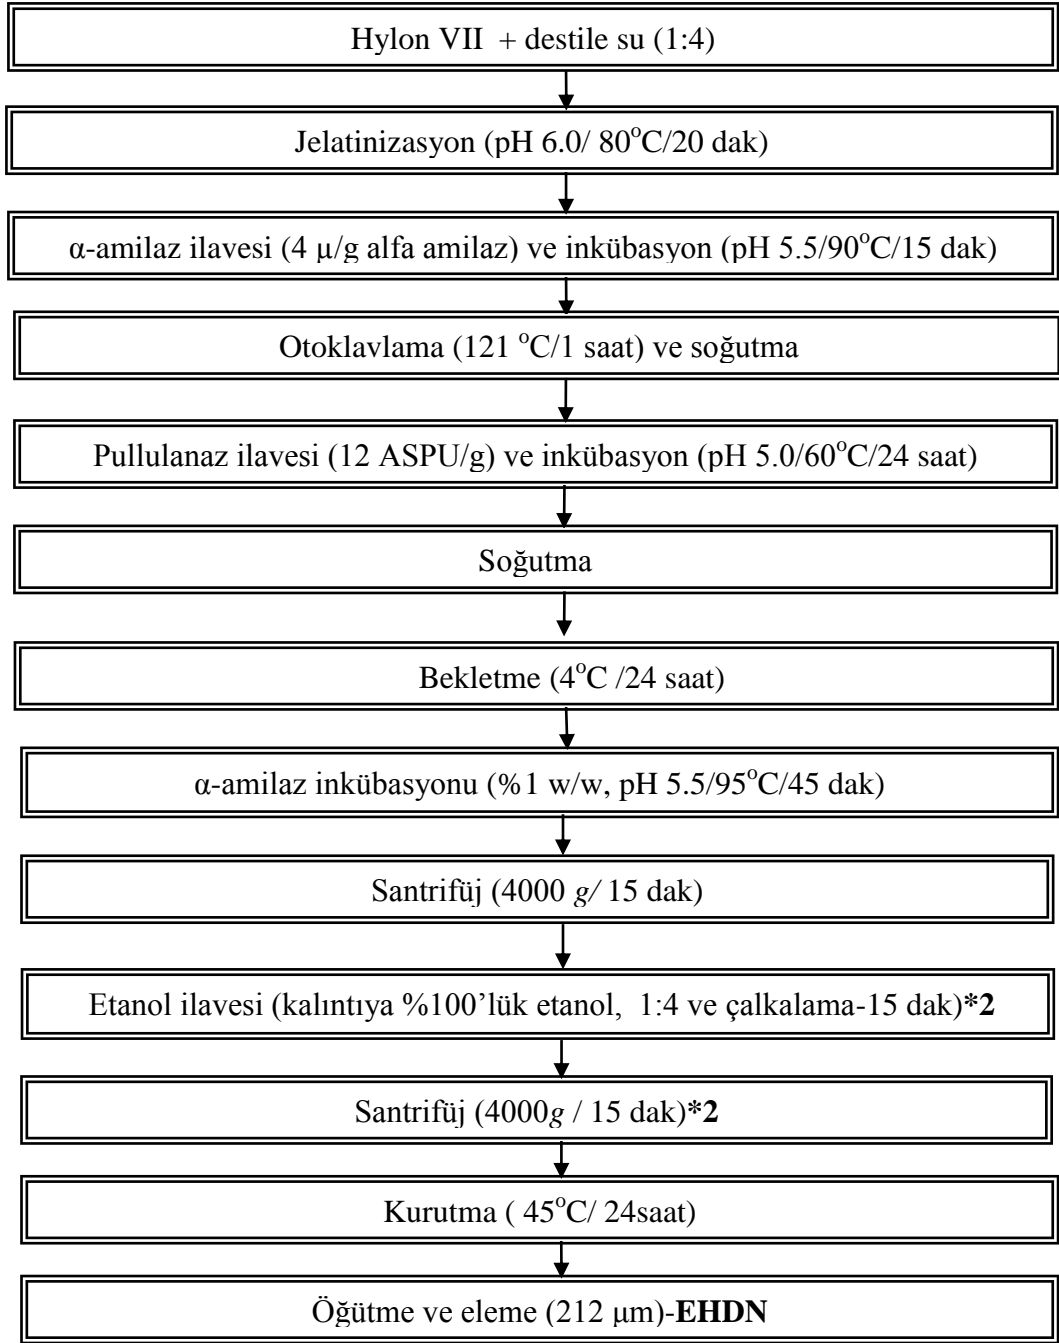 Hylon VII + destile su (1:4)
Jelatinizasyon (pH 6.0/ 80°C/20 dak)
α-amilaz ilavesi (4 µ/g alfa amilaz) ve inkübasyon (pH 5.5/90°C/15 dak)
Otoklavlama (121 °C/1 saat) ve soğutma
Pullulanaz ilavesi (12 ASPU/g) ve inkübasyon (pH 5.0/60°C/24 saat)
Soğutma
Bekletme (4°C /24 saat)
α-amilaz inkübasyonu (%1 w/w, pH 5.5/95°C/45 dak)
Santrifüj (4000 g/ 15 dak)
Etanol ilavesi (kalıntıya %100’lük etanol, 1:4 ve çalkalama-15 dak)*2
Santrifüj (4000g / 15 dak)*2
Kurutma ( 45°C/ 24saat)
Öğütme ve eleme (212 µm)-EHDN